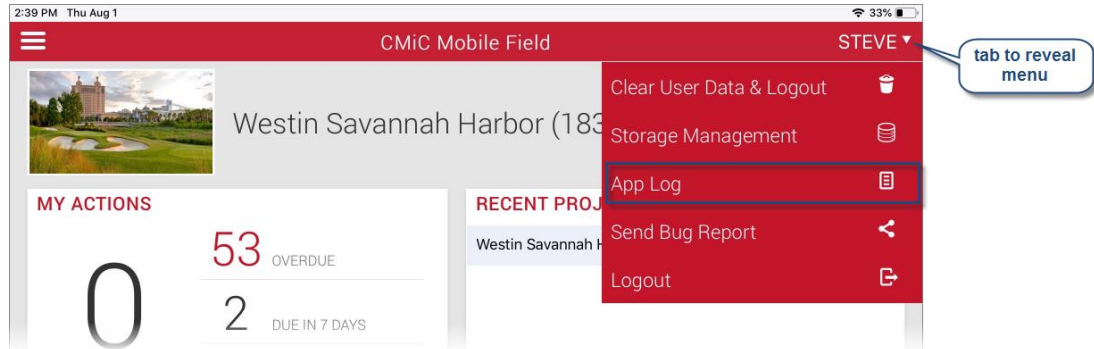 2:39 PM Thu Aug 1 33%
CMiC Mobile Field STEVE
tab to reveal
menu
Westin Savannah Harbor (183
Clear User Data & Logout
Storage Management
App Log
Send Bug Report
Logout
MY ACTIONS
0
53 OVERDUE
2 DUE IN 7 DAYS
RECENT PROJ
Westin Savannah H